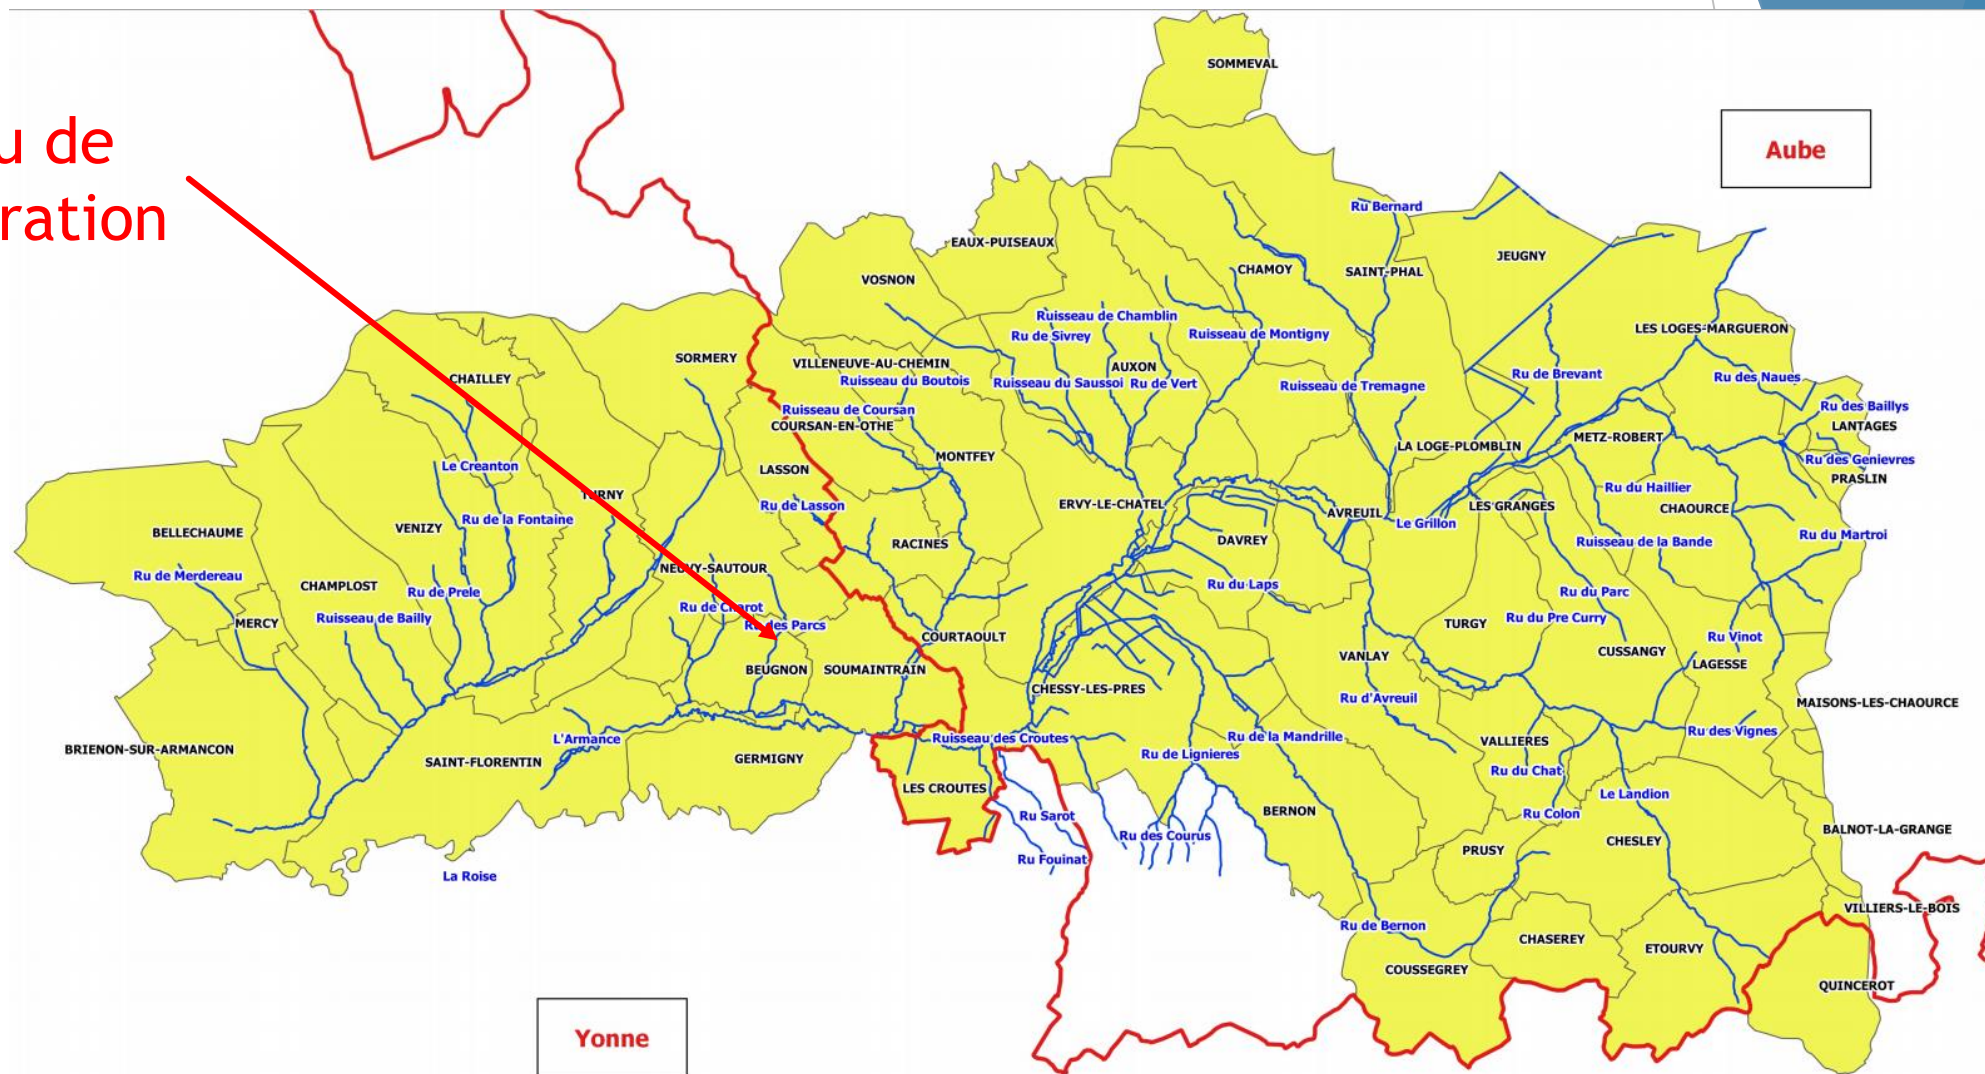 u de
ration
SOMMEVAL
Aube
Ru Bernard
EAUX-PUISEAUX
JEUGNY
CHAMOY
SAINT-PHAL
VOSNON
Ruisseau de Chamblin
Ru de Sivrey
Ruisseau de Montigny
LES LOGES-MARGUERON
SORMERY
VILLENEUVE-AU-CHEMIN
AUXON
CHAILLEY
Ruisseau du Boutois
Ruisseau du Saussoi
Ru de Vert
Ruisseau de Tremagne
Ru de Brevant
Ru des Naues
Ruisseau de Coursan
COURSAN-EN-OTHE
Ru des Baillys
LANTAGES
METZ-ROBERT
LA LOGE-PLOMBLIN
MONTFEY
Ru des Genievres
PRASLIN
Le Creanton
LASSON
TURNY
Ru du Haillier
Ru de Lasson
ERVY-LE-CHATEL
LES GRANGES
CHAOURCE
AVREUIL
Le Grillon
Ru de la Fontaine
VENIZY
BELLECHAUME
RACINES
DAVREY
Ruisseau de la Bande
Ru du Martroi
NEUVY-SAUTOUR
Ru de Merdereau
CHAMPLOST
Ru de Prele
Ru du Laps
Ru du Parc
Ru de Charot
Ruisseau de Bailly
Ru du Pre Curry
MERCY
Ru des Parcs
TURGY
COURTAOULT
Ru Vinot
CUSSANGY
VANLAY
LAGESSE
BEUGNON
SOUMAINTRAIN
CHESSY-LES-PRES
Ru d'Avreuil
MAISONS-LES-CHAOURCE
Ru des Vignes
L'Armance
Ruisseau des Croutes
Ru de la Mandrille
VALLIERES
BRIENON-SUR-ARMANCON
SAINT-FLORENTIN
GERMIGNY
Ru de Lignieres
Ru du Chat
LES CROUTES
Le Landion
Ru Sarot
BERNON
Ru Colon
Ru des Courus
BALNOT-LA-GRANGE
CHESLEY
PRUSY
Ru Fouinat
La Roise
VILLIERS-LE-BOIS
Ru de Bernon
CHASEREY
ETOURVY
COUSSEGREY
QUINCEROT
Yonne